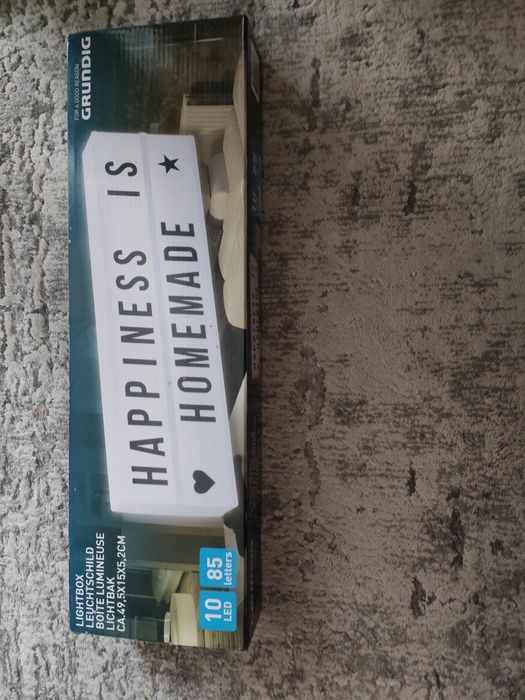 LIGHTBOX
LEUCHTSCHILD
BOÎTE LUMINEUSE
LICHTBAK
CA.49,5X15X5,2CM
FOR A GOOD REASON
GRUNDIG
HAPPINESS IS
HOMEMADE
10
LED
85
letters